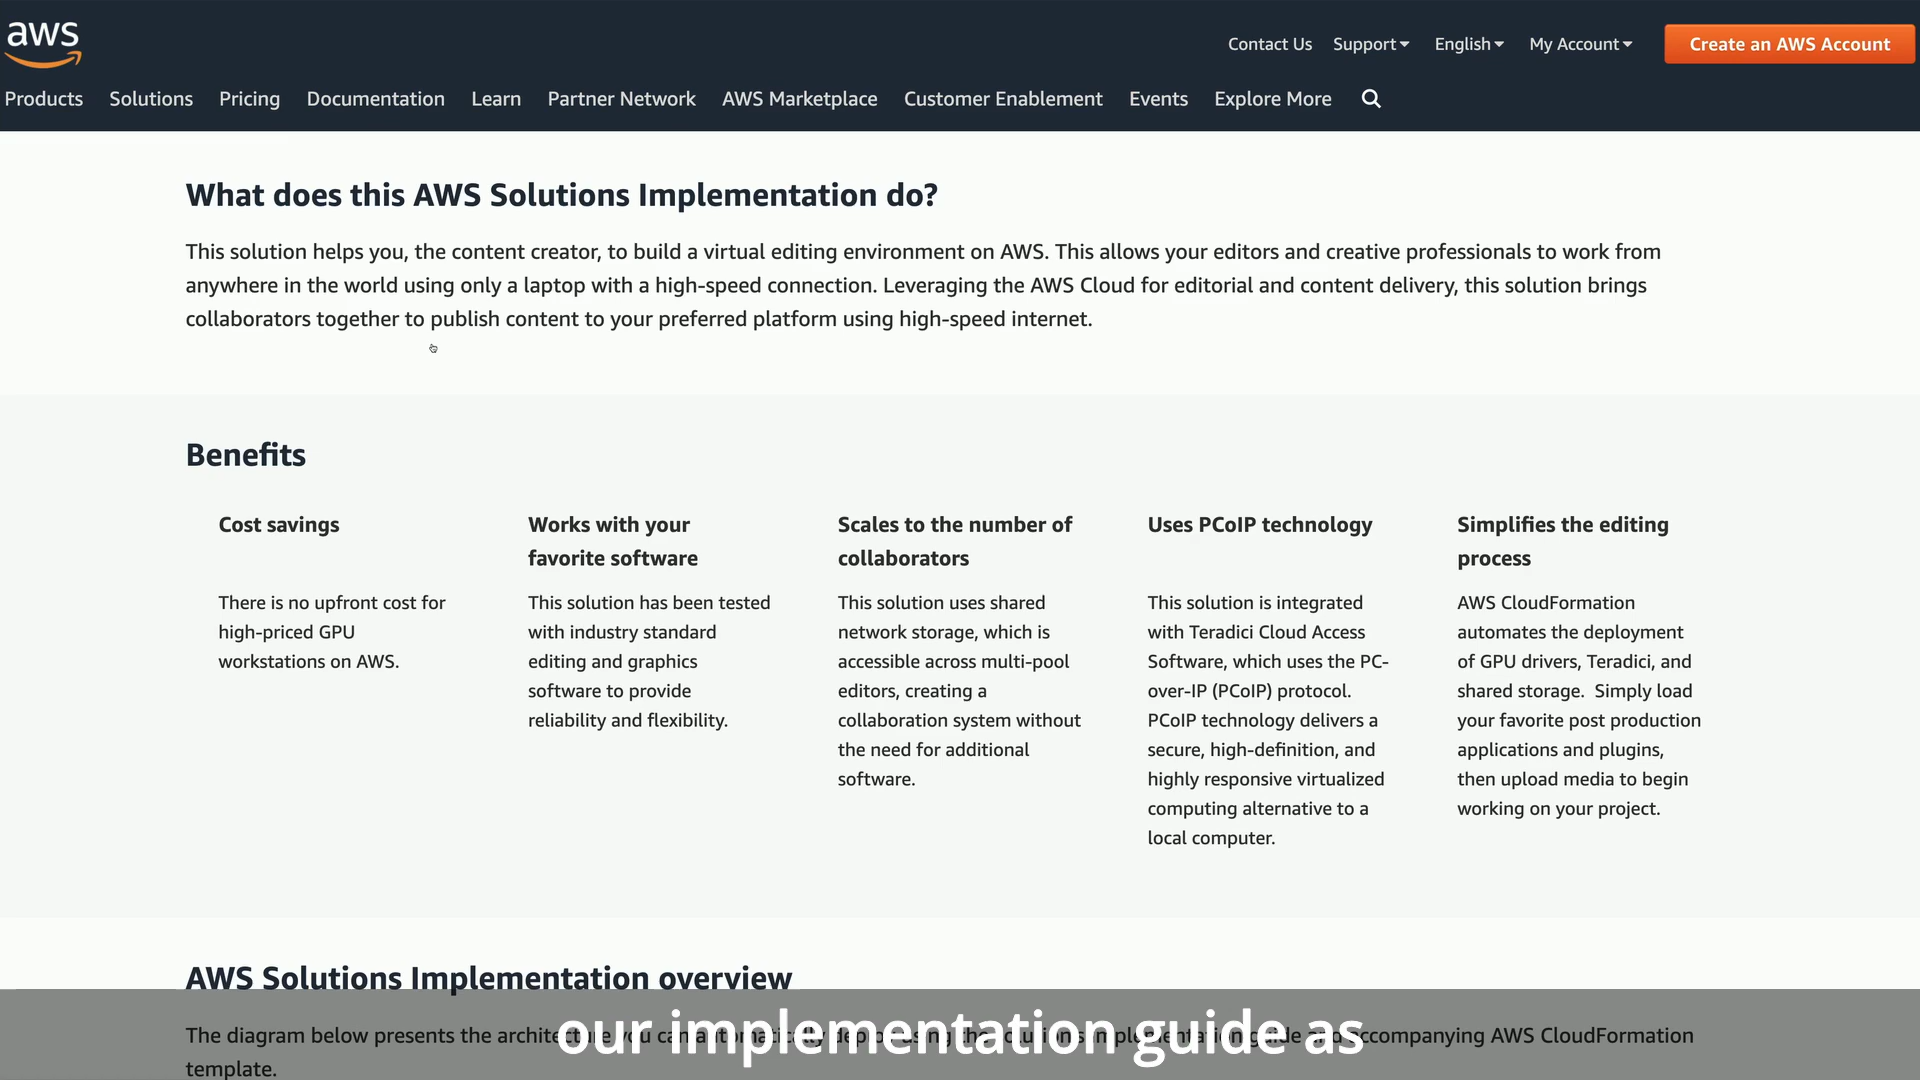 aws
Contact Us Support English My Account Create an AWS Account
Products Solutions Pricing Documentation Learn Partner Network AWS Marketplace Customer Enablement Events Explore More
What does this AWS Solutions Implementation do?
This solution helps you, the content creator, to build a virtual editing environment on AWS. This allows your editors and creative professionals to work from
anywhere in the world using only a laptop with a high-speed connection. Leveraging the AWS Cloud for editorial and content delivery, this solution brings
collaborators together to publish content to your preferred platform using high-speed internet.
Benefits
Cost savings
There is no upfront cost for
high-priced GPU
workstations on AWS.
Works with your
favorite software
This solution has been tested
with industry standard
editing and graphics
software to provide
reliability and flexibility.
Scales to the number of
collaborators
This solution uses shared
network storage, which is
accessible across multi-pool
editors, creating a
collaboration system without
the need for additional
software.
Uses PCoIP technology
This solution is integrated
with Teradici Cloud Access
Software, which uses the PC-
over-IP (PCoIP) protocol.
PCoIP technology delivers a
secure, high-definition, and
highly responsive virtualized
computing alternative to a
local computer.
Simplifies the editing
process
AWS CloudFormation
automates the deployment
of GPU drivers, Teradici, and
shared storage. Simply load
your favorite post production
applications and plugins,
then upload media to begin
working on your project.
AWS Solutions Implementation overview
The diagram below presents the architecture you can automatically deploy using the solution's implementation guide and accompanying AWS CloudFormation
template.
our implementation guide as